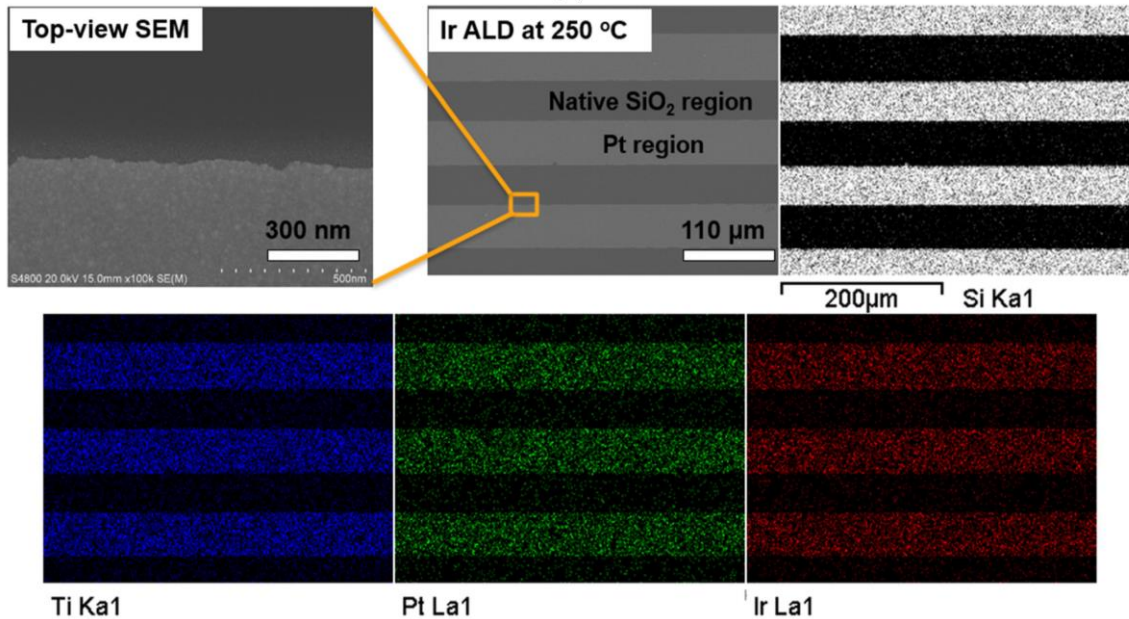 Top-view SEM
Ir ALD at 250 °C
Native SiO₂ region
Pt region
300 nm
110 µm
S4800 20.0kV 15.0mm x100k SE(M)
500nm
200µm
Si Ka1
Ti Ka1
Pt La1
Ir La1